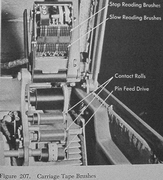 Stop Reading Brushes
Slow Reading Brushes
Contact Rolls
Pin Feed Drive
Figure 207. Carriage Tape Brushes